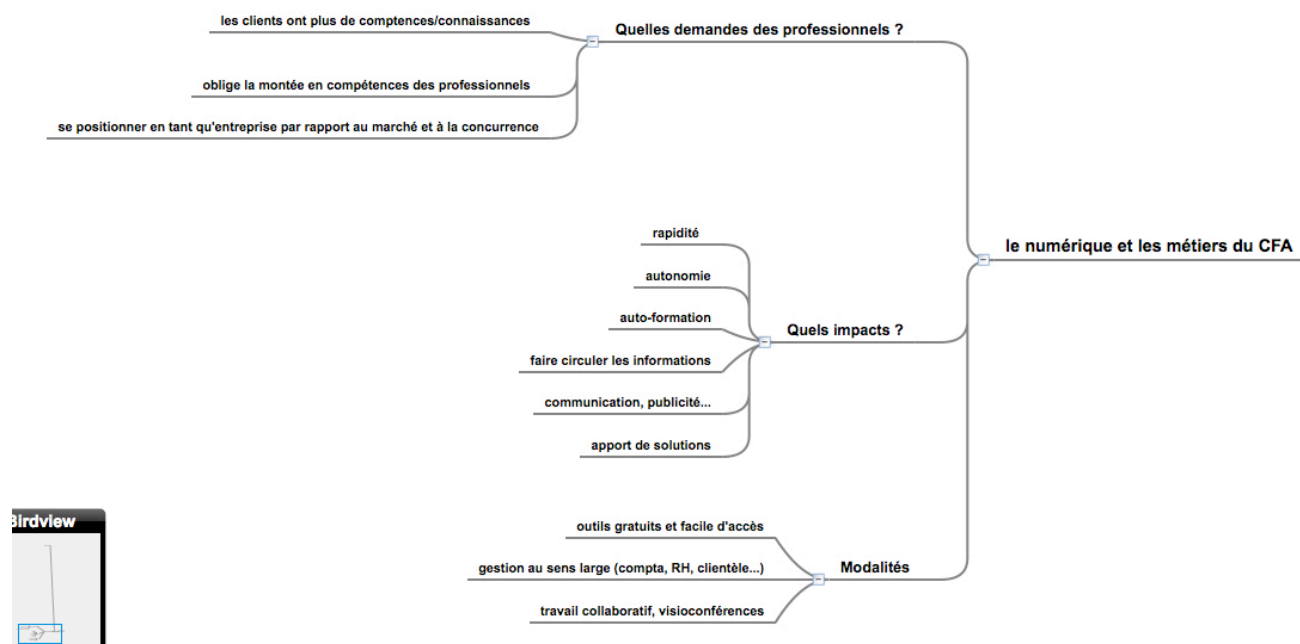 les clients ont plus de comptences/connaissances
Quelles demandes des professionnels ?
oblige la montée en compétences des professionnels
se positionner en tant qu'entreprise par rapport au marché et à la concurrence
rapidité
le numérique et les métiers du CFA
autonomie
auto-formation
Quels impacts ?
faire circuler les informations
communication, publicité...
apport de solutions
outils gratuits et facile d'accès
gestion au sens large (compta, RH, clientèle...)
Modalités
travail collaboratif, visioconférences
Birdview